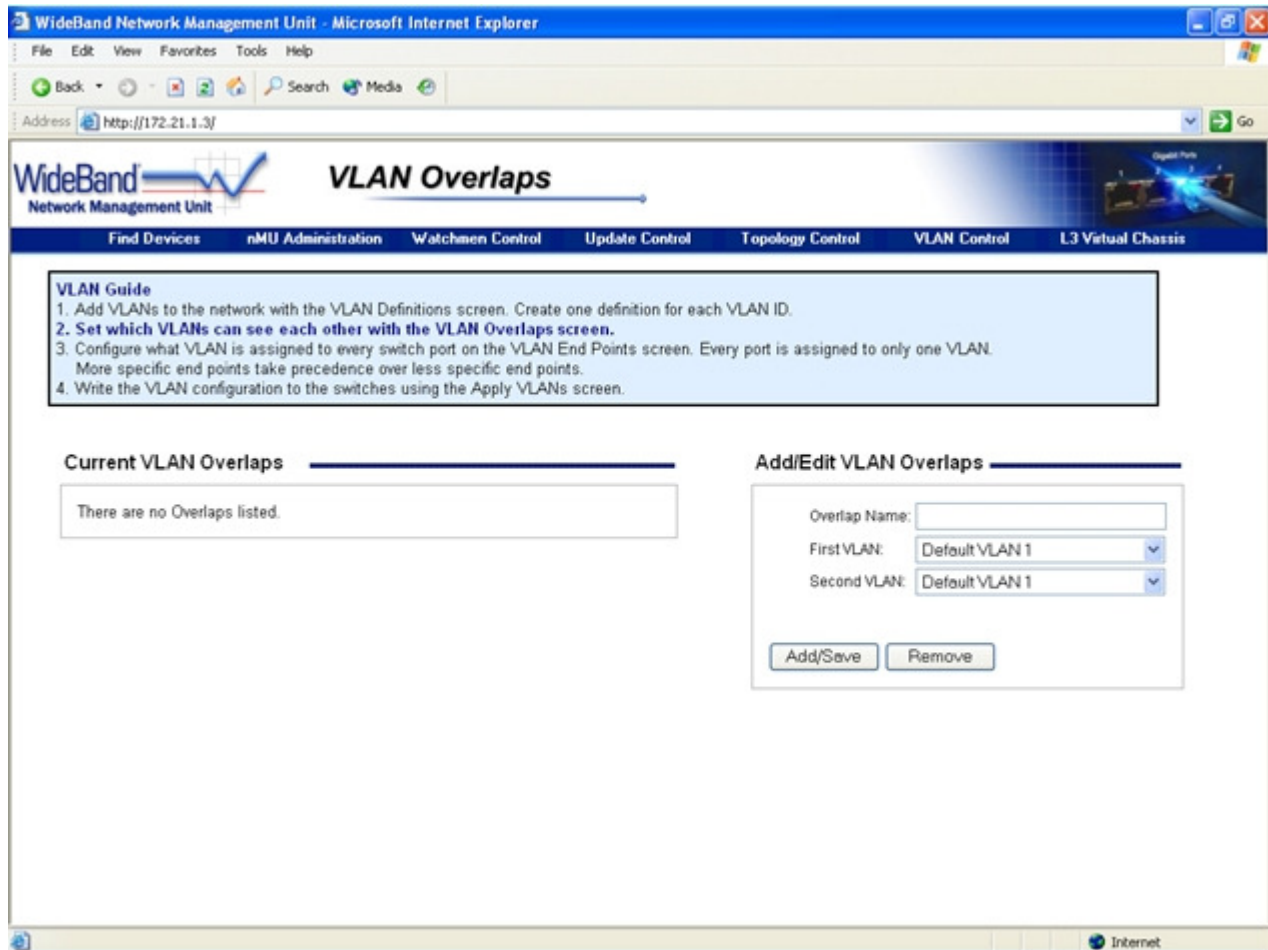 WideBand Network Management Unit - Microsoft Internet Explorer
File Edit View Favorites Tools Help
Back Search Media
Address http://172.21.1.3/ Go
WideBand
Network Management Unit
VLAN Overlaps
Gigabit Ports
1 2 3 4
Find Devices nMU Administration Watchmen Control Update Control Topology Control VLAN Control L3 Virtual Chassis
VLAN Guide
1. Add VLANs to the network with the VLAN Definitions screen. Create one definition for each VLAN ID.
2. Set which VLANs can see each other with the VLAN Overlaps screen.
3. Configure what VLAN is assigned to every switch port on the VLAN End Points screen. Every port is assigned to only one VLAN.
More specific end points take precedence over less specific end points.
4. Write the VLAN configuration to the switches using the Apply VLANs screen.
Current VLAN Overlaps
There are no Overlaps listed.
Add/Edit VLAN Overlaps
Overlap Name:
First VLAN: Default VLAN 1
Second VLAN: Default VLAN 1
Add/Save Remove
Internet